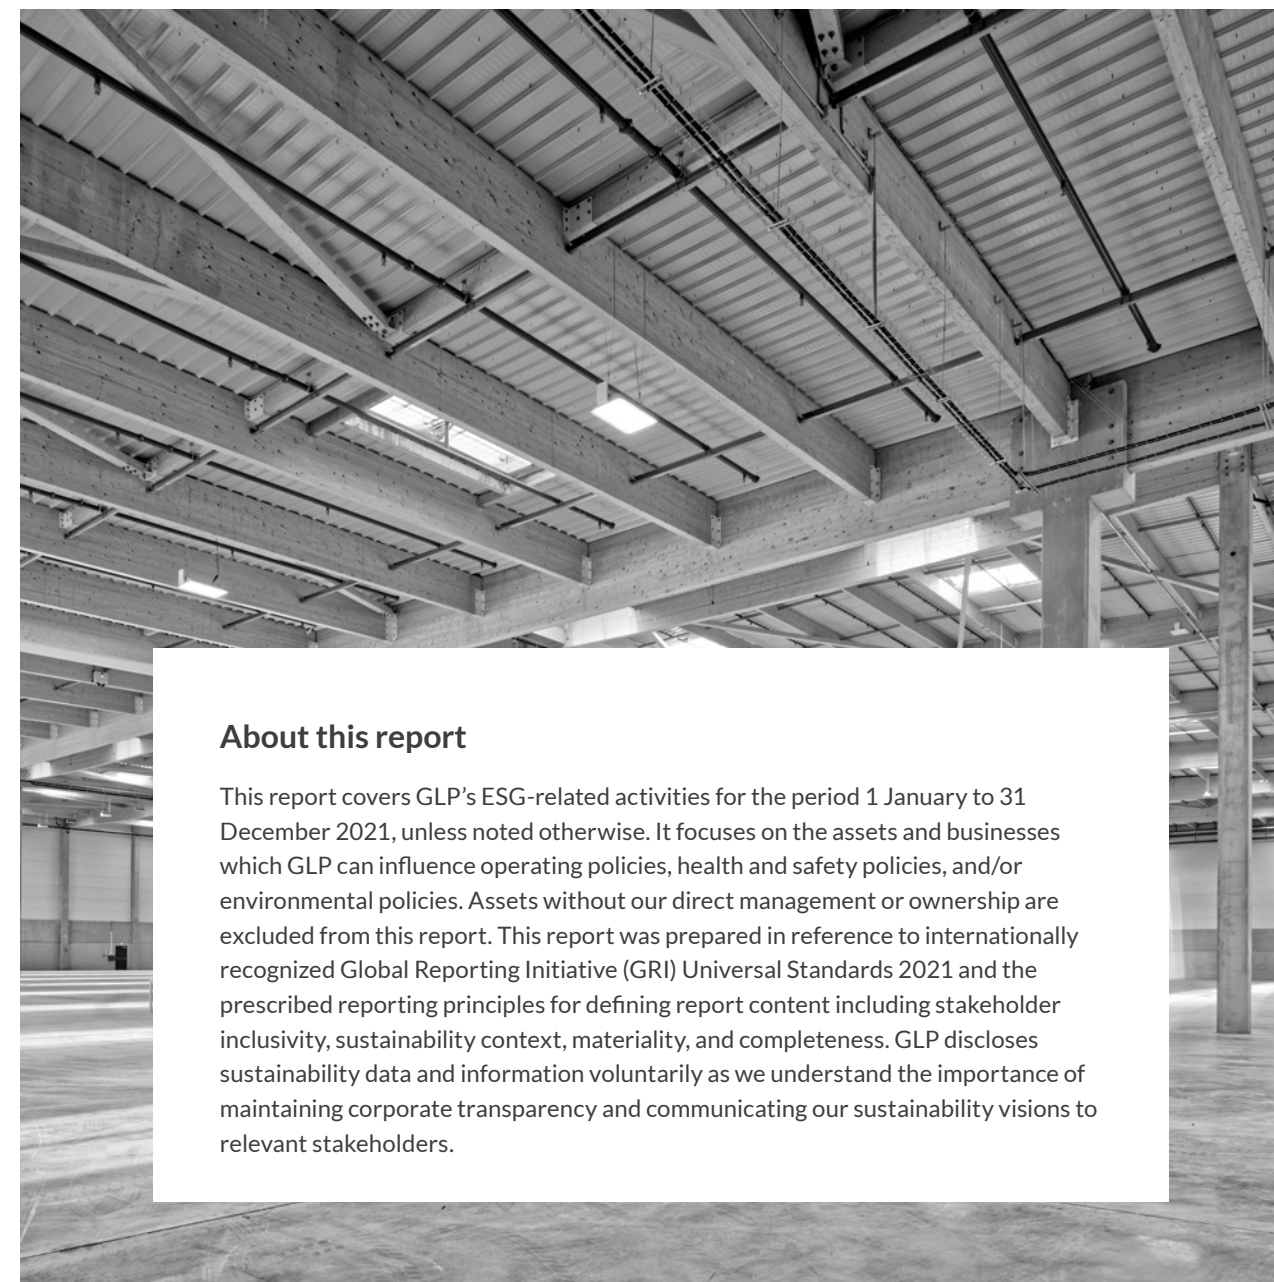 About this report
This report covers GLP’s ESG-related activities for the period 1 January to 31
December 2021, unless noted otherwise. It focuses on the assets and businesses
which GLP can influence operating policies, health and safety policies, and/or
environmental policies. Assets without our direct management or ownership are
excluded from this report. This report was prepared in reference to internationally
recognized Global Reporting Initiative (GRI) Universal Standards 2021 and the
prescribed reporting principles for defining report content including stakeholder
inclusivity, sustainability context, materiality, and completeness. GLP discloses
sustainability data and information voluntarily as we understand the importance of
maintaining corporate transparency and communicating our sustainability visions to
relevant stakeholders.